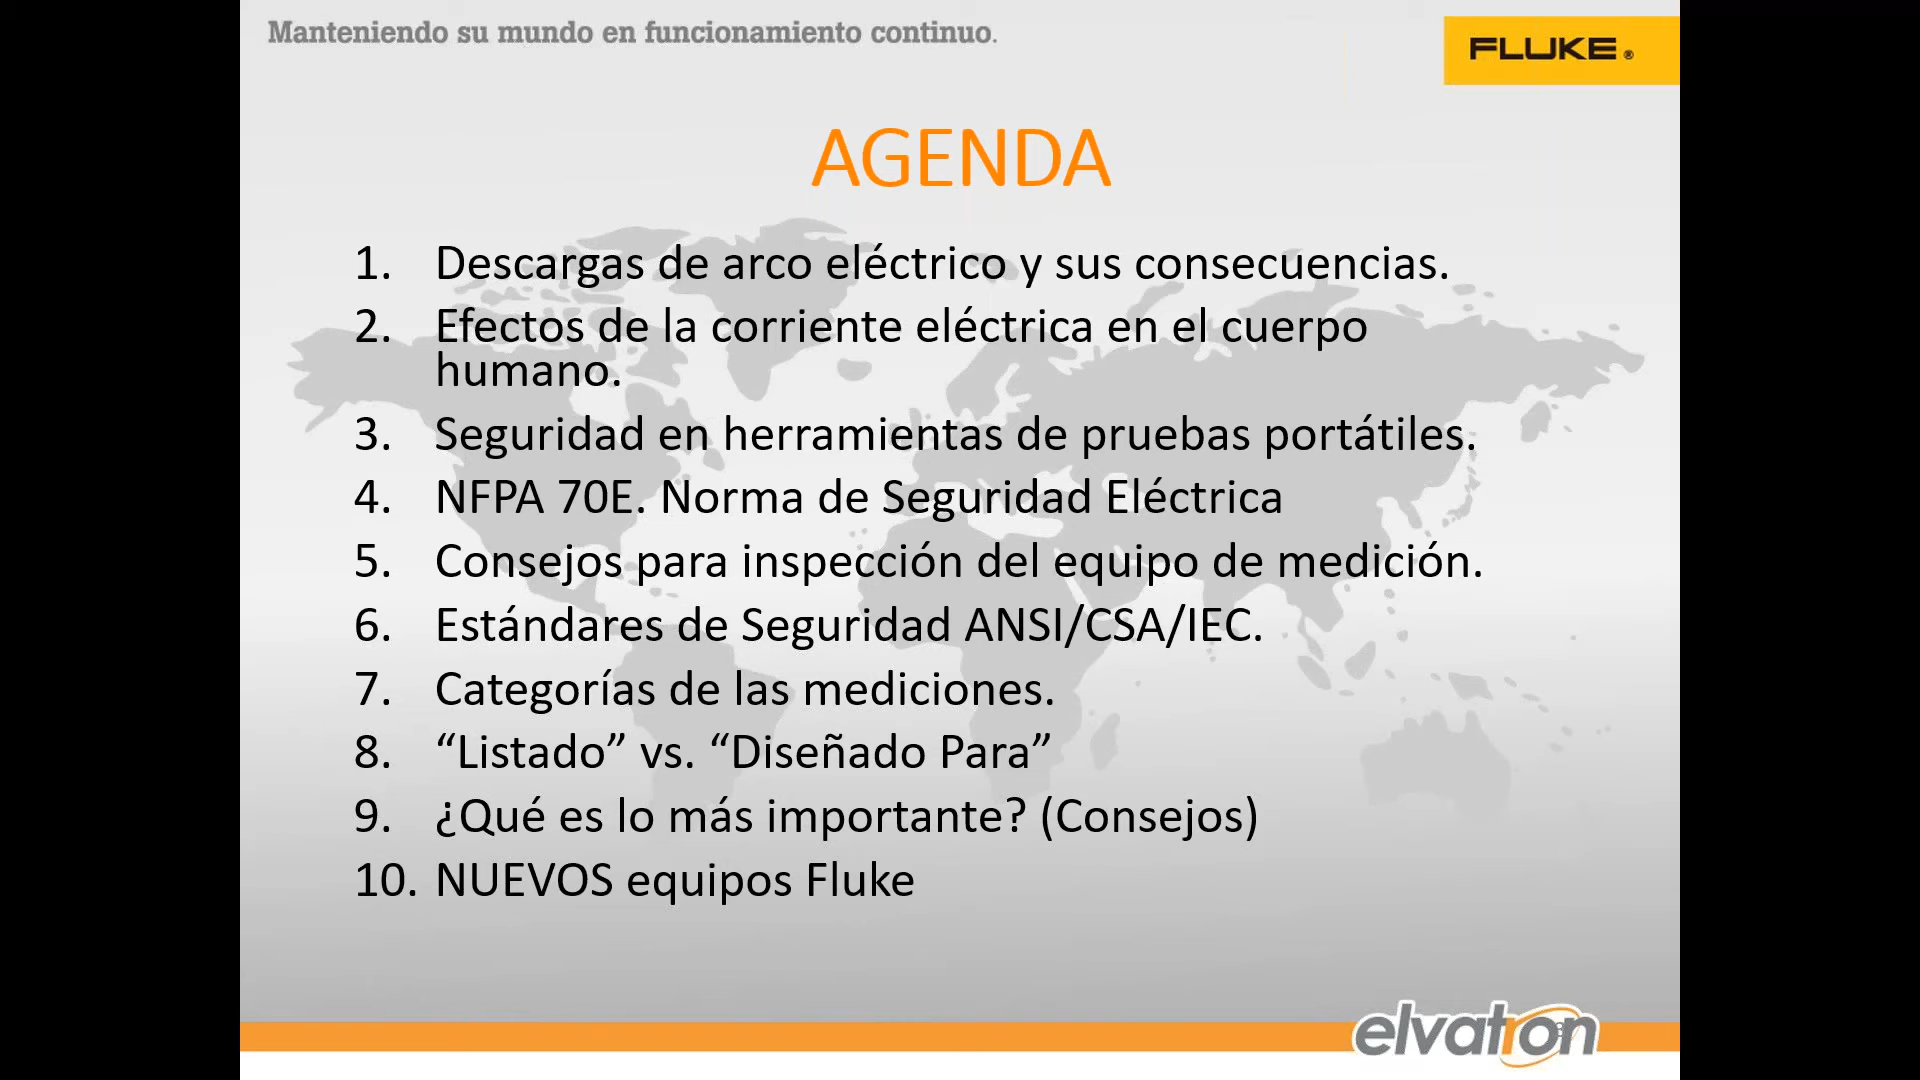 Manteniendo su mundo en funcionamiento continuo.
FLUKE®
AGENDA
1. Descargas de arco eléctrico y sus consecuencias.
2. Efectos de la corriente eléctrica en el cuerpo
humano.
3. Seguridad en herramientas de pruebas portátiles.
4. NFPA 70E. Norma de Seguridad Eléctrica
5. Consejos para inspección del equipo de medición.
6. Estándares de Seguridad ANSI/CSA/IEC.
7. Categorías de las mediciones.
8. “Listado” vs. “Diseñado Para”
9. ¿Qué es lo más importante? (Consejos)
10. NUEVOS equipos Fluke
elvatron